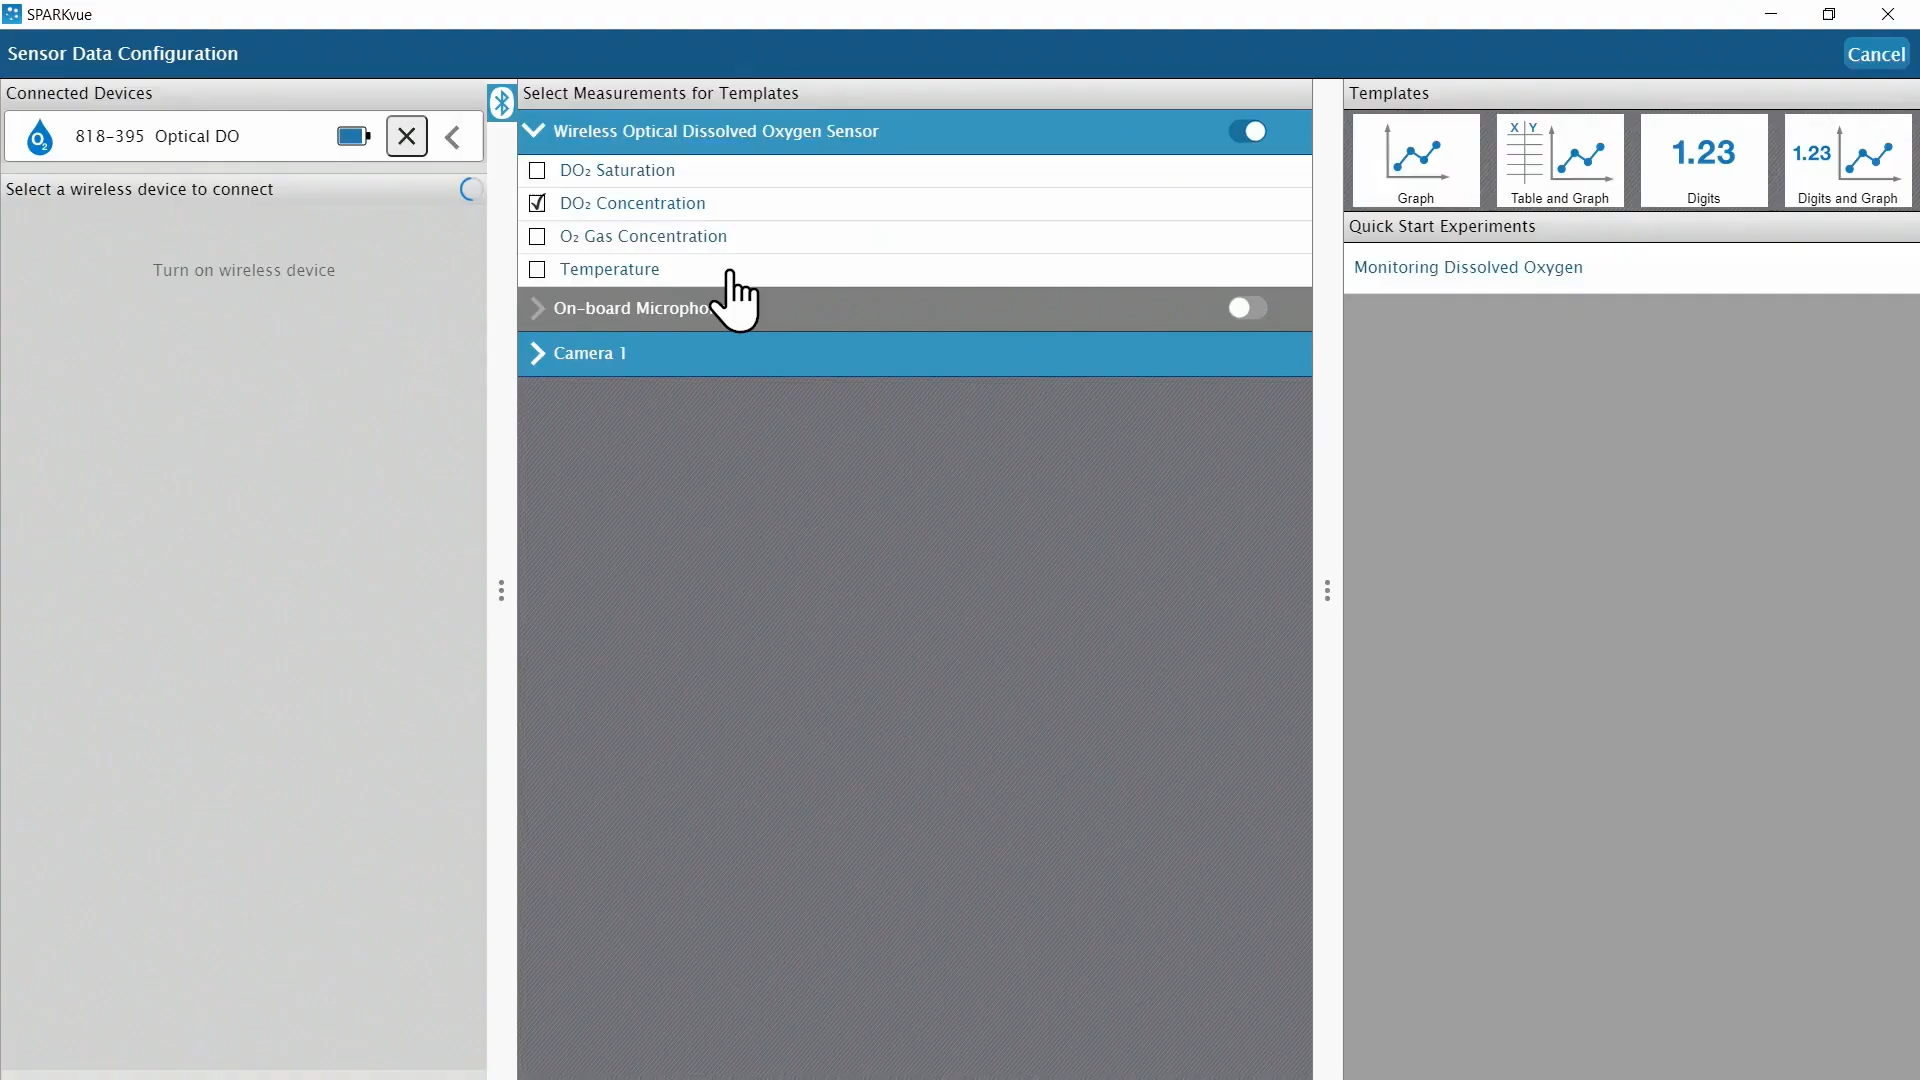 SPARKvue
Sensor Data Configuration
Cancel
Connected Devices
O₂
818-395 Optical DO
Select a wireless device to connect
Turn on wireless device
Select Measurements for Templates
Wireless Optical Dissolved Oxygen Sensor
DO₂ Saturation
DO₂ Concentration
O₂ Gas Concentration
Temperature
On-board
Camera 1
Templates
Graph
X Y
Table and Graph
1.23
Digits
1.23
Digits and Graph
Quick Start Experiments
Monitoring Dissolved Oxygen